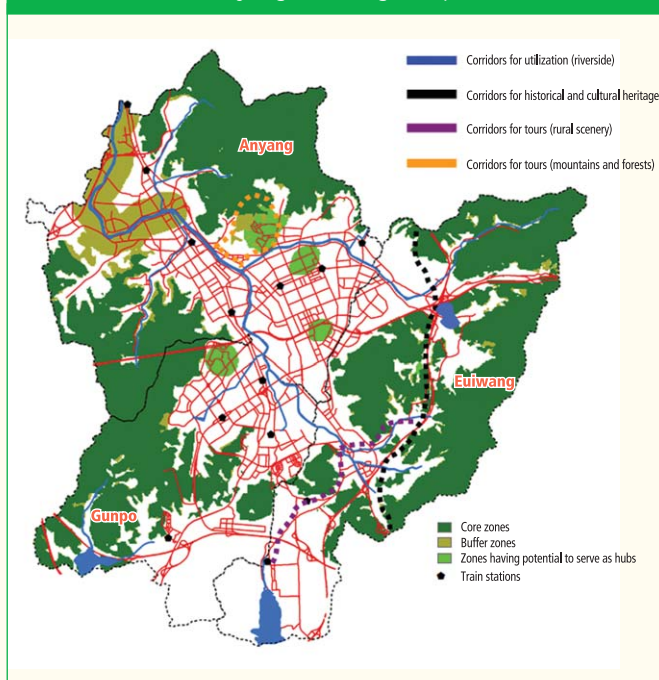 Corridors for utilization (riverside)
Corridors for historical and cultural heritage
Corridors for tours (rural scenery)
Corridors for tours (mountains and forests)
Anyang
Euiwang
Gunpo
Core zones
Buffer zones
Zones having potential to serve as hubs
Train stations